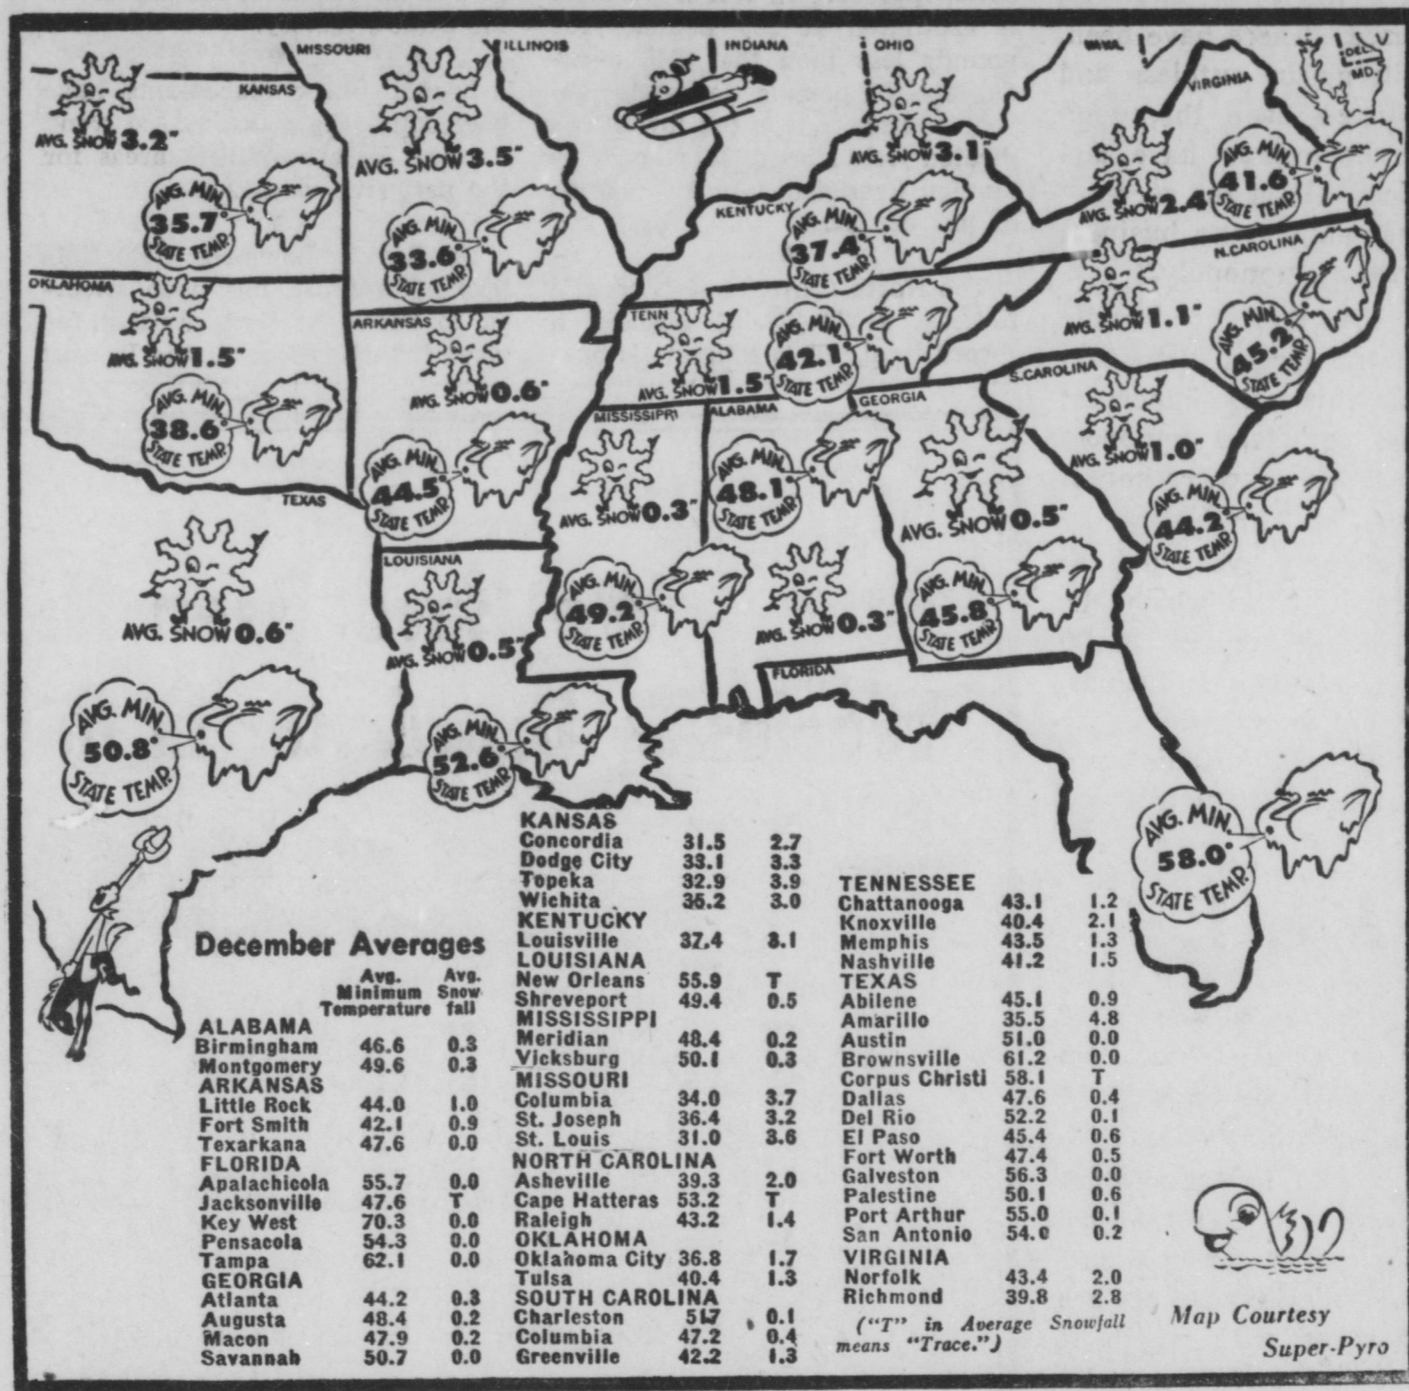 MISSOURI
ILLINOIS
INDIANA
OHIO
W.VA.
DEL.
MD.
KANSAS
VIRGINIA
AVG. SNOW 3.2"
AVG. SNOW 3.5"
AVG. SNOW 3.1"
AVG. SNOW 2.4"
AVG. MIN.
41.6°
STATE TEMP.
AVG. MIN.
35.7°
STATE TEMP.
AVG. MIN.
33.6°
STATE TEMP.
KENTUCKY
AVG. MIN.
37.4°
STATE TEMP.
N.CAROLINA
OKLAHOMA
AVG. SNOW 1.5"
ARKANSAS
AVG. SNOW 0.6"
TENN
AVG. SNOW 1.5"
AVG. MIN.
42.1°
STATE TEMP.
AVG. SNOW 1.1"
AVG. MIN.
45.2°
STATE TEMP.
AVG. MIN.
38.6°
STATE TEMP.
MISSISSIPPI
ALABAMA
GEORGIA
S.CAROLINA
AVG. SNOW 1.0"
AVG. MIN.
44.5°
STATE TEMP.
AVG. SNOW 0.3"
AVG. MIN.
48.1°
STATE TEMP.
AVG. SNOW 0.5"
AVG. MIN.
44.2°
STATE TEMP.
TEXAS
AVG. SNOW 0.6"
LOUISIANA
AVG. SNOW 0.5"
AVG. MIN.
49.2°
STATE TEMP.
AVG. SNOW 0.3"
AVG. MIN.
45.8°
STATE TEMP.
FLORIDA
AVG. MIN.
50.8°
STATE TEMP.
AVG. MIN.
52.6°
STATE TEMP.
AVG. MIN.
58.0°
STATE TEMP.
December Averages
Avg. Avg.
Minimum Snow
Temperature fall
ALABAMA
Birmingham 46.6 0.3
Montgomery 49.6 0.3
ARKANSAS
Little Rock 44.0 1.0
Fort Smith 42.1 0.9
Texarkana 47.6 0.0
FLORIDA
Apalachicola 55.7 0.0
Jacksonville 47.6 T
Key West 70.3 0.0
Pensacola 54.3 0.0
Tampa 62.1 0.0
GEORGIA
Atlanta 44.2 0.3
Augusta 48.4 0.2
Macon 47.9 0.2
Savannah 50.7 0.0
KANSAS
Concordia 31.5 2.7
Dodge City 33.1 3.3
Topeka 32.9 3.9
Wichita 35.2 3.0
KENTUCKY
Louisville 37.4 3.1
LOUISIANA
New Orleans 55.9 T
Shreveport 49.4 0.5
MISSISSIPPI
Meridian 48.4 0.2
Vicksburg 50.1 0.3
MISSOURI
Columbia 34.0 3.7
St. Joseph 36.4 3.2
St. Louis 31.0 3.6
NORTH CAROLINA
Asheville 39.3 2.0
Cape Hatteras 53.2 T
Raleigh 43.2 1.4
OKLAHOMA
Oklahoma City 36.8 1.7
Tulsa 40.4 1.3
SOUTH CAROLINA
Charleston 51.7 0.1
Columbia 47.2 0.4
Greenville 42.2 1.3
TENNESSEE
Chattanooga 43.1 1.2
Knoxville 40.4 2.1
Memphis 43.5 1.3
Nashville 41.2 1.5
TEXAS
Abilene 45.1 0.9
Amarillo 35.5 4.8
Austin 51.0 0.0
Brownsville 61.2 0.0
Corpus Christi 58.1 T
Dallas 47.6 0.4
Del Rio 52.2 0.1
El Paso 45.4 0.6
Fort Worth 47.4 0.5
Galveston 56.3 0.0
Palestine 50.1 0.6
Port Arthur 55.0 0.1
San Antonio 54.0 0.2
VIRGINIA
Norfolk 43.4 2.0
Richmond 39.8 2.8
("T" in Average Snowfall
means "Trace.")
Map Courtesy
Super-Pyro